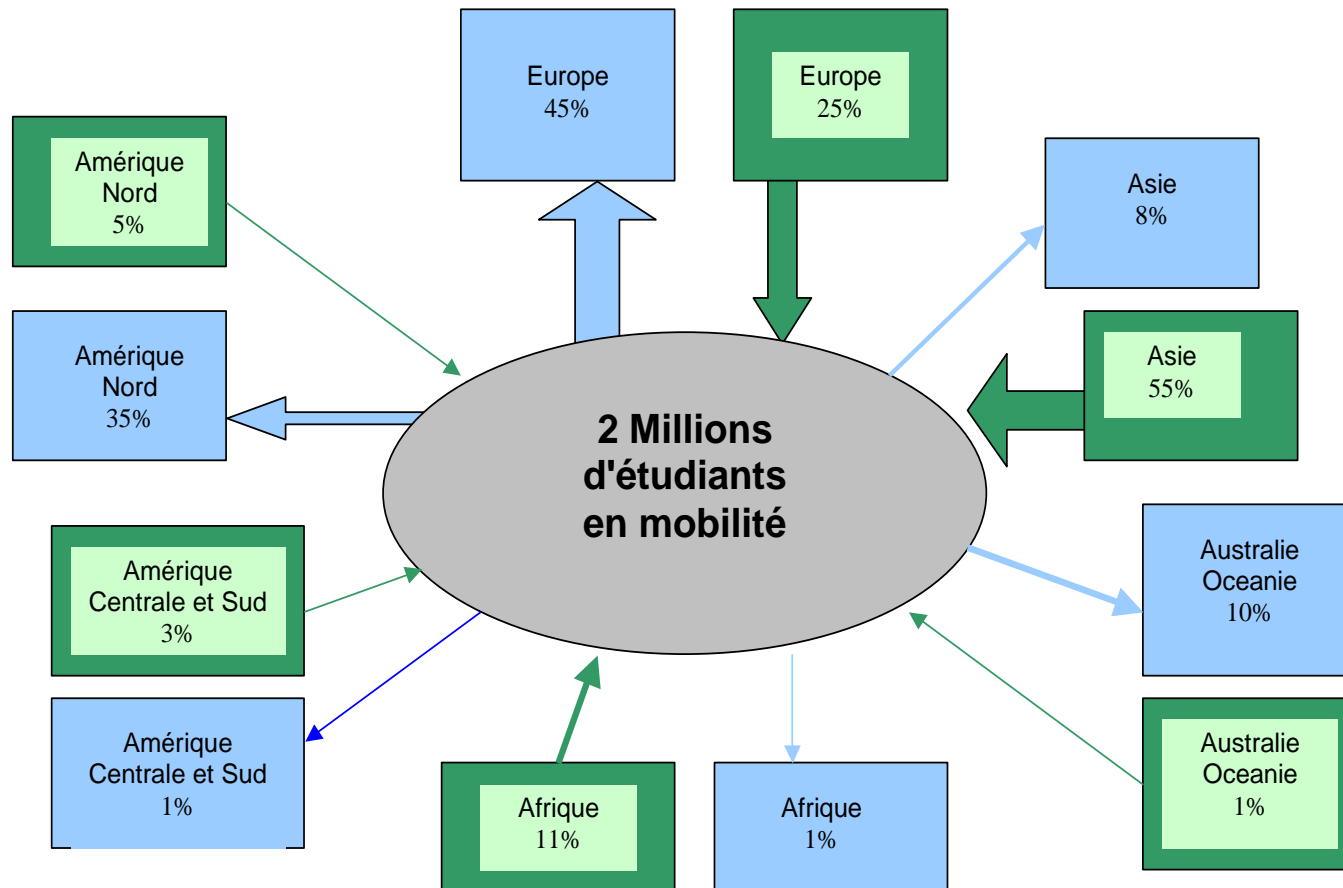 Europe
45%
Europe
25%
Amérique
Nord
5%
Asie
8%
Amérique
Nord
35%
Asie
55%
2 Millions
d'étudiants
en mobilité
Amérique
Centrale et Sud
3%
Australie
Oceanie
10%
Amérique
Centrale et Sud
1%
Afrique
11%
Afrique
1%
Australie
Oceanie
1%